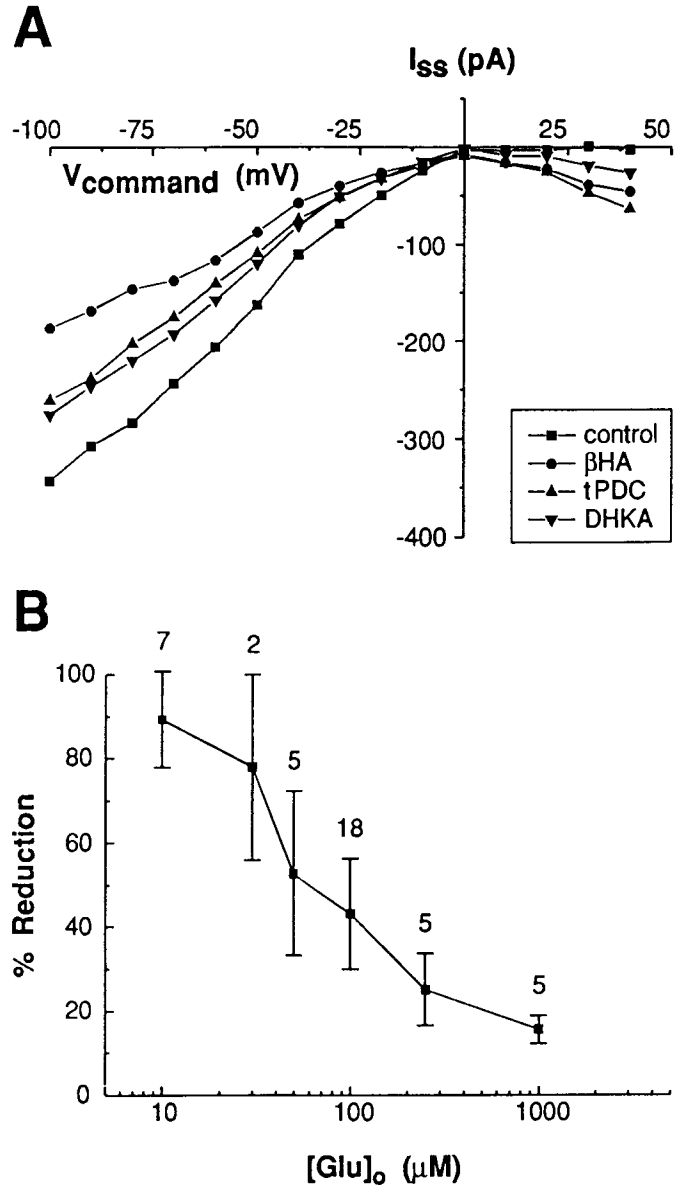 A
Iss (pA)
-100 -75 -50 -25 25 50
Vcommand (mV)
-100
-200
-300
-400
control
βHA
tPDC
DHKA
B
7 2 5 18 5 5
100
80
60
40
20
0
% Reduction
10 100 1000
[Glu]o (μM)